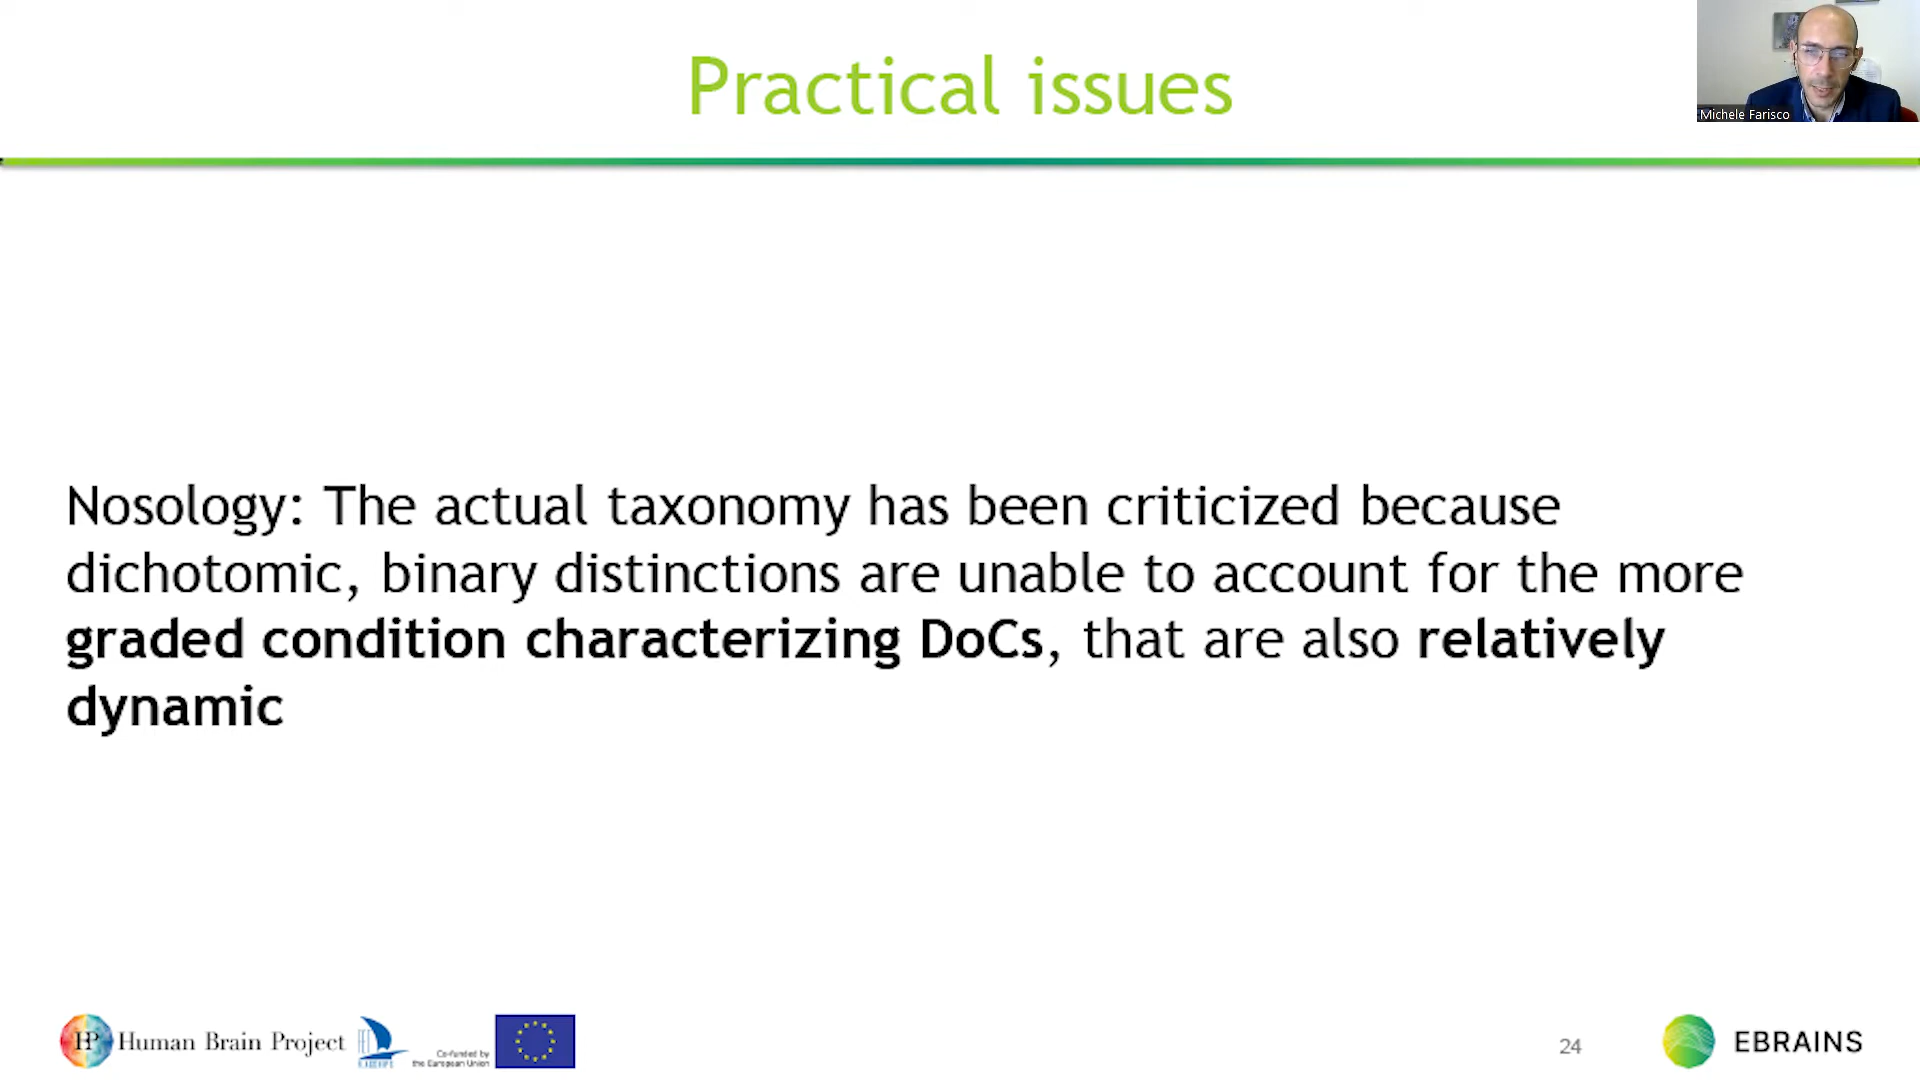 Practical issues
Michele Farisco
Nosology: The actual taxonomy has been criticized because
dichotomic, binary distinctions are unable to account for the more
graded condition characterizing DoCs, that are also relatively
dynamic
HP Human Brain Project
Co-funded by
the European Union
24
EBRAINS